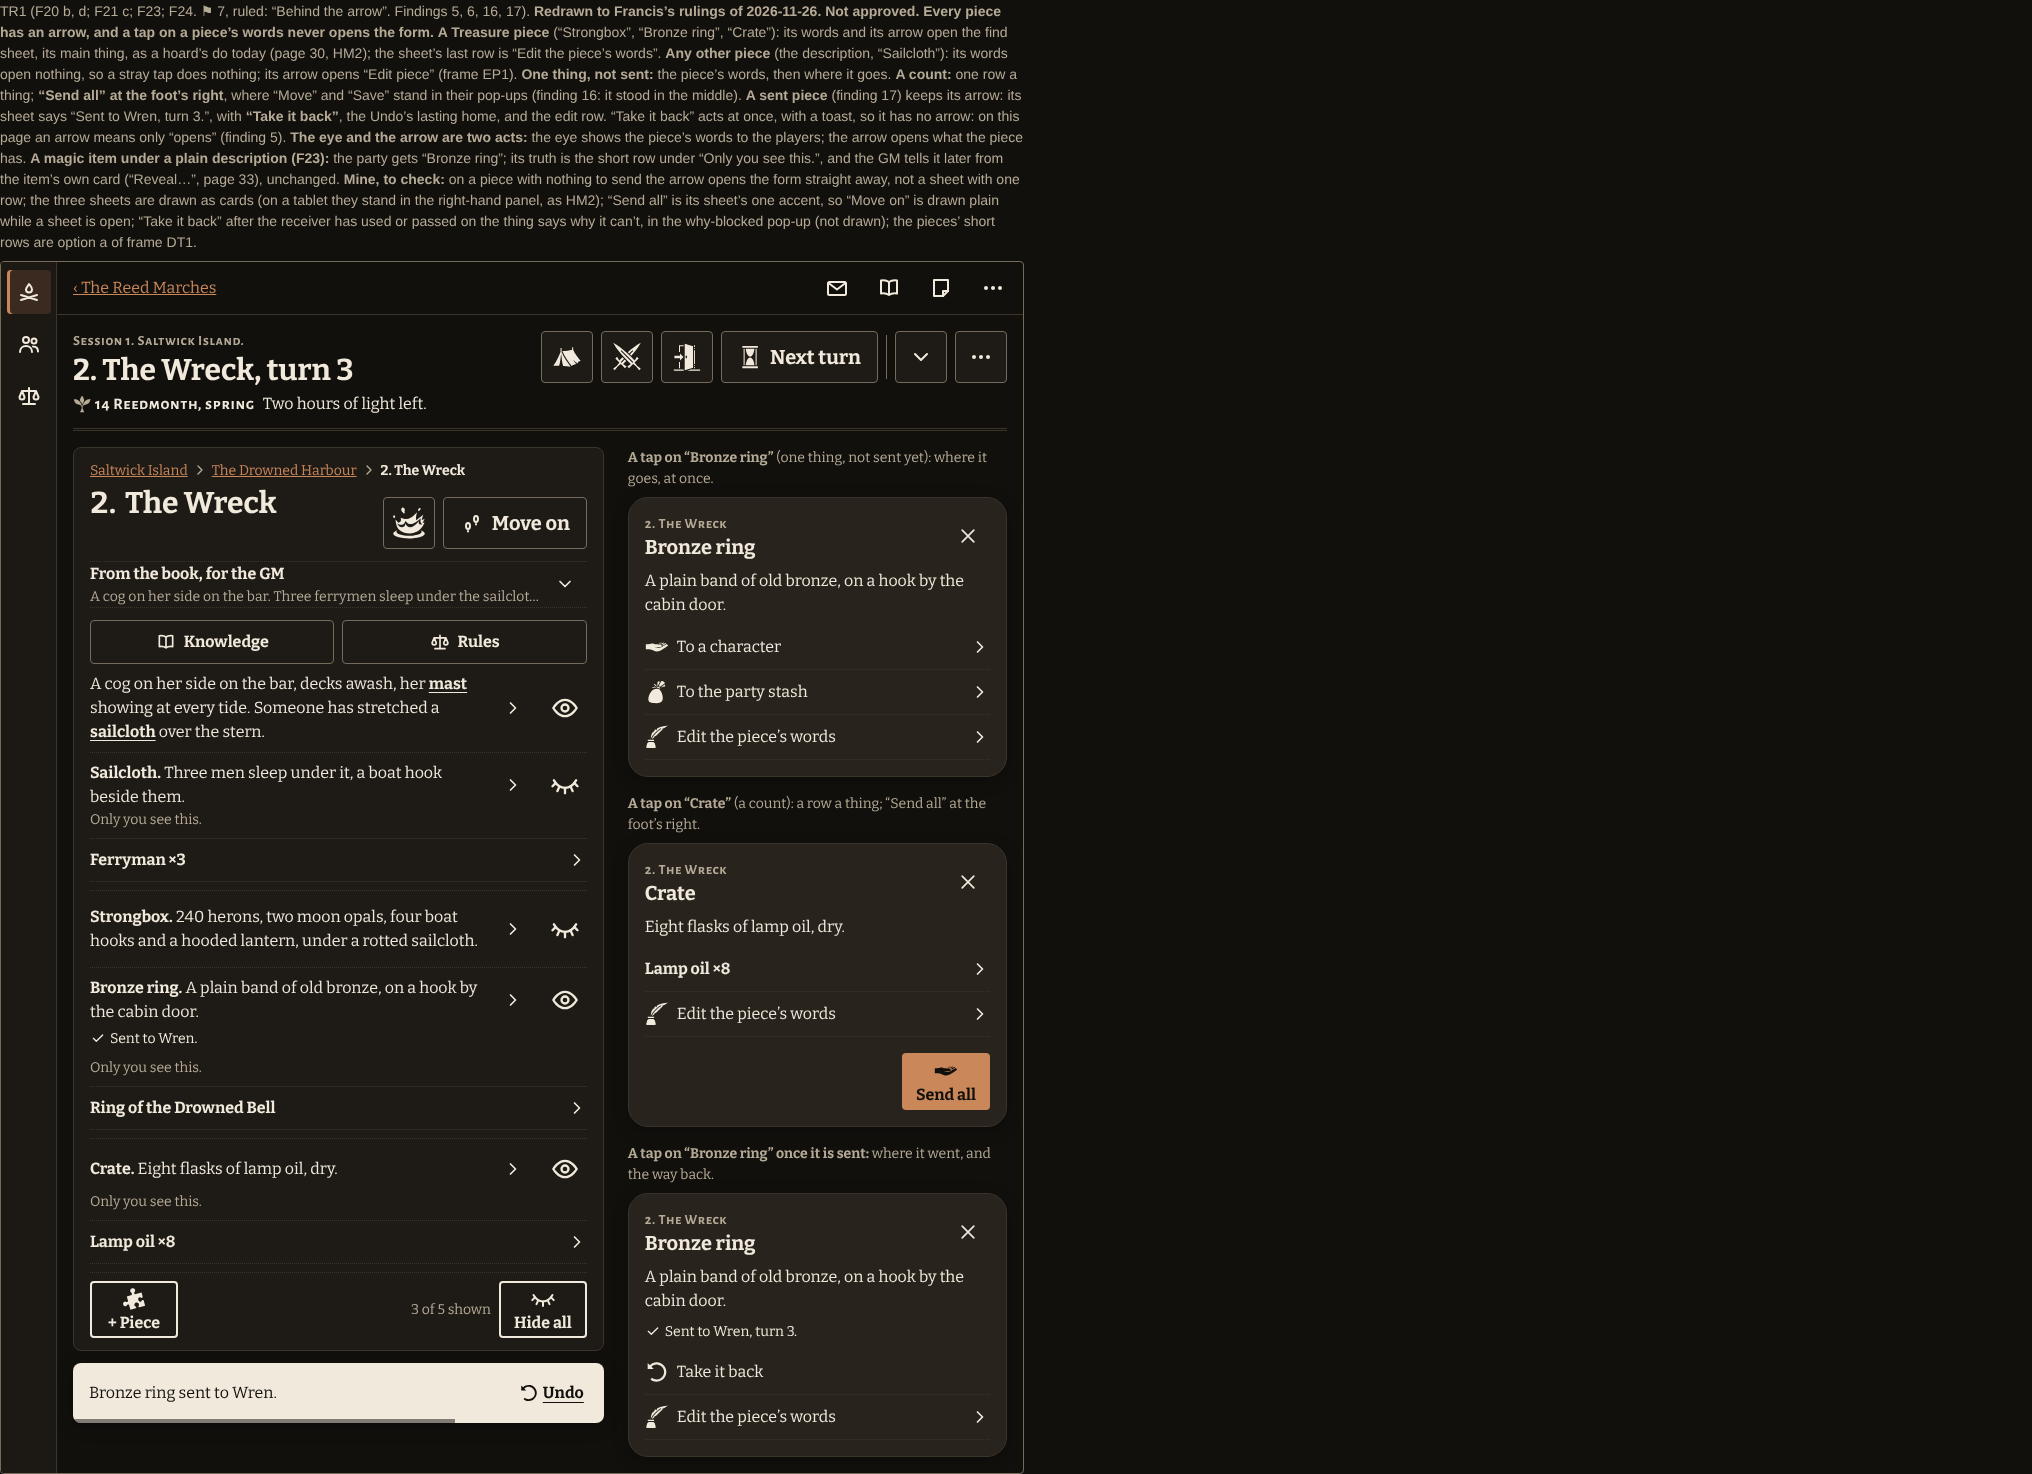 TR1 (F20 b, d; F21 c; F23; F24. ⚑ 7, ruled: “Behind the arrow”. Findings 5, 6, 16, 17). Redrawn to Francis’s rulings of 2026-11-26. Not approved. Every piece
has an arrow, and a tap on a piece’s words never opens the form. A Treasure piece (“Strongbox”, “Bronze ring”, “Crate”): its words and its arrow open the find
sheet, its main thing, as a hoard’s do today (page 30, HM2); the sheet’s last row is “Edit the piece’s words”. Any other piece (the description, “Sailcloth”): its words
open nothing, so a stray tap does nothing; its arrow opens “Edit piece” (frame EP1). One thing, not sent: the piece’s words, then where it goes. A count: one row a
thing; “Send all” at the foot’s right, where “Move” and “Save” stand in their pop-ups (finding 16: it stood in the middle). A sent piece (finding 17) keeps its arrow: its
sheet says “Sent to Wren, turn 3.”, with “Take it back”, the Undo’s lasting home, and the edit row. “Take it back” acts at once, with a toast, so it has no arrow: on this
page an arrow means only “opens” (finding 5). The eye and the arrow are two acts: the eye shows the piece’s words to the players; the arrow opens what the piece
has. A magic item under a plain description (F23): the party gets “Bronze ring”; its truth is the short row under “Only you see this.”, and the GM tells it later from
the item’s own card (“Reveal…”, page 33), unchanged. Mine, to check: on a piece with nothing to send the arrow opens the form straight away, not a sheet with one
row; the three sheets are drawn as cards (on a tablet they stand in the right-hand panel, as HM2); “Send all” is its sheet’s one accent, so “Move on” is drawn plain
while a sheet is open; “Take it back” after the receiver has used or passed on the thing says why it can’t, in the why-blocked pop-up (not drawn); the pieces’ short
rows are option a of frame DT1.
‹ The Reed Marches
Session 1. Saltwick Island.
2. The Wreck, turn 3
14 Reedmonth, spring Two hours of light left.
Next turn
Saltwick Island > The Drowned Harbour > 2. The Wreck
2. The Wreck
Move on
From the book, for the GM
A cog on her side on the bar. Three ferrymen sleep under the sailclot…
Knowledge
Rules
A cog on her side on the bar, decks awash, her mast
showing at every tide. Someone has stretched a
sailcloth over the stern.
Sailcloth. Three men sleep under it, a boat hook
beside them.
Only you see this.
Ferryman ×3
Strongbox. 240 herons, two moon opals, four boat
hooks and a hooded lantern, under a rotted sailcloth.
Bronze ring. A plain band of old bronze, on a hook by
the cabin door.
Sent to Wren.
Only you see this.
Ring of the Drowned Bell
Crate. Eight flasks of lamp oil, dry.
Only you see this.
Lamp oil ×8
+ Piece
3 of 5 shown
Hide all
Bronze ring sent to Wren.
Undo
A tap on “Bronze ring” (one thing, not sent yet): where it
goes, at once.
2. The Wreck
Bronze ring
A plain band of old bronze, on a hook by the
cabin door.
To a character
To the party stash
Edit the piece’s words
A tap on “Crate” (a count): a row a thing; “Send all” at the
foot’s right.
2. The Wreck
Crate
Eight flasks of lamp oil, dry.
Lamp oil ×8
Edit the piece’s words
Send all
A tap on “Bronze ring” once it is sent: where it went, and
the way back.
2. The Wreck
Bronze ring
A plain band of old bronze, on a hook by the
cabin door.
Sent to Wren, turn 3.
Take it back
Edit the piece’s words